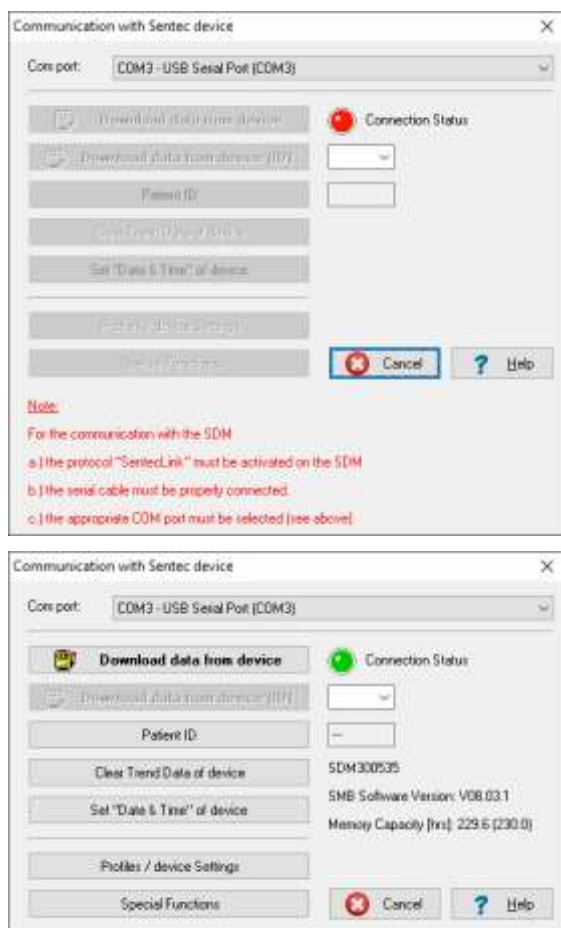 Communication with Sentec device
Com port: COM3 - USB Serial Port (COM3)
Download data from device Connection Status
Download data from device (ID)
Patient ID
Clear Trend Data of device
Set "Date & Time" of device
Profiles / device Settings
Special Functions Cancel ? Help
Note:
For the communication with the SDM
a.) the protocol "SentecLink" must be activated on the SDM
b.) the serial cable must be properly connected.
c.) the appropriate COM port must be selected (see above)
Communication with Sentec device
Com port: COM3 - USB Serial Port (COM3)
Download data from device Connection Status
Download data from device (ID)
Patient ID --
Clear Trend Data of device SDM300535
SMB Software Version: V08.03.1
Set "Date & Time" of device
Memory Capacity [hrs]: 229.6 (230.0)
Profiles / device Settings
Special Functions Cancel ? Help